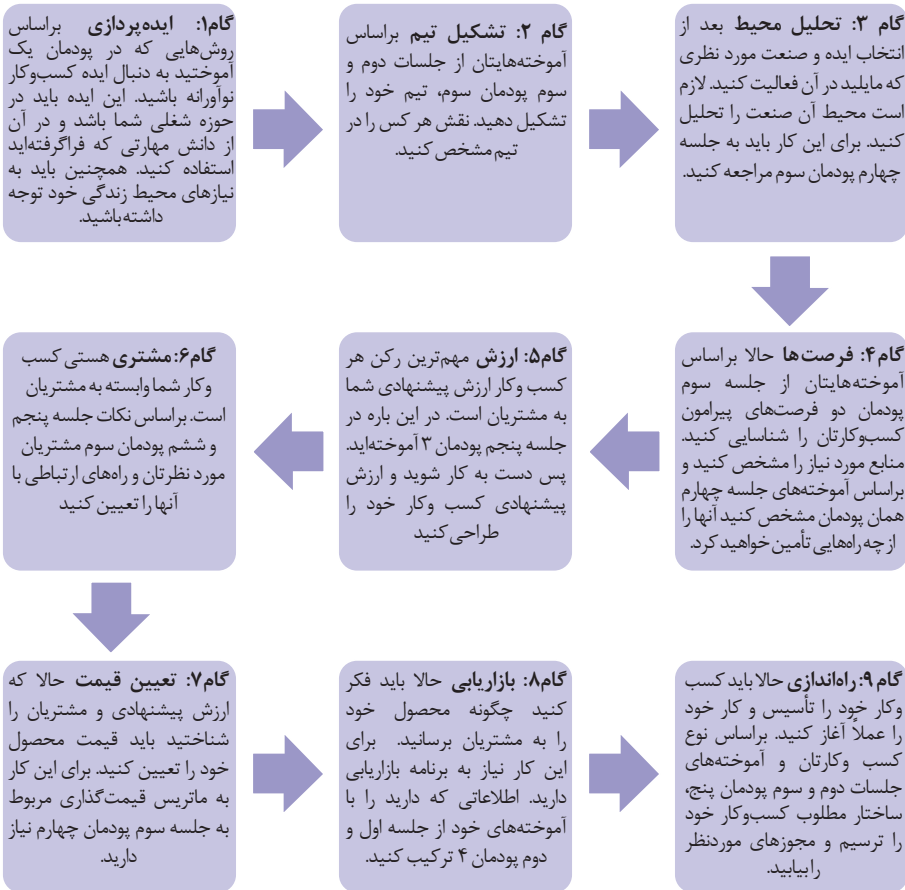 گام۱: ایده‌پردازی براساس
روش‌هایی که در پودمان یک
آموختید به دنبال ایده کسب‌وکار
نوآورانه باشید. این ایده باید در
حوزه شغلی شما باشد و در آن
از دانش مهارتی که فراگرفته‌اید
استفاده کنید. همچنین باید به
نیازهای محیط زندگی خود توجه
داشته‌باشید.
گام ۲: تشکیل تیم براساس
آموخته‌هایتان از جلسات دوم و
سوم پودمان سوم، تیم خود را
تشکیل دهید. نقش هر کس را در
تیم مشخص کنید.
گام ۳: تحلیل محیط بعد از
انتخاب ایده و صنعت مورد نظری
که مایلید در آن فعالیت کنید. لازم
است محیط آن صنعت را تحلیل
کنید. برای این کار باید به جلسه
چهارم پودمان سوم مراجعه کنید.
گام۴: فرصت‌ها حالا براساس
آموخته‌هایتان از جلسه سوم
پودمان دو فرصت‌های پیرامون
کسب‌وکارتان را شناسایی کنید.
منابع مورد نیاز را مشخص کنید و
براساس آموخته‌های جلسه چهارم
همان پودمان مشخص کنید آنها را
از چه راه‌هایی تأمین خواهید کرد.
گام۵: ارزش مهم‌ترین رکن هر
کسب وکار ارزش پیشنهادی شما
به مشتریان است. در این باره در
جلسه پنجم پودمان ۳ آموخته‌اید.
پس دست به کار شوید و ارزش
پیشنهادی کسب وکار خود را
طراحی کنید
گام۶: مشتری هستی کسب
وکار شما وابسته به مشتریان
است. براساس نکات جلسه پنجم
و ششم پودمان سوم مشتریان
مورد نظرتان و راه‌های ارتباطی با
آنها را تعیین کنید
گام۷: تعیین قیمت حالا که
ارزش پیشنهادی و مشتریان را
شناختید باید قیمت محصول
خود را تعیین کنید. برای این کار
به ماتریس قیمت‌گذاری مربوط
به جلسه سوم پودمان چهارم نیاز
دارید.
گام۸: بازاریابی حالا باید فکر
کنید چگونه محصول خود
را به مشتریان برسانید. برای
این کار نیاز به برنامه بازاریابی
دارید. اطلاعاتی که دارید را با
آموخته‌های خود از جلسه اول و
دوم پودمان ۴ ترکیب کنید.
گام ۹: راه‌اندازی حالا باید کسب
وکار خود را تأسیس و کار خود
را عملاً آغاز کنید. براساس نوع
کسب وکارتان و آموخته‌های
جلسات دوم و سوم پودمان پنج،
ساختار مطلوب کسب‌وکار خود
را ترسیم و مجوزهای موردنظر
را بیابید.